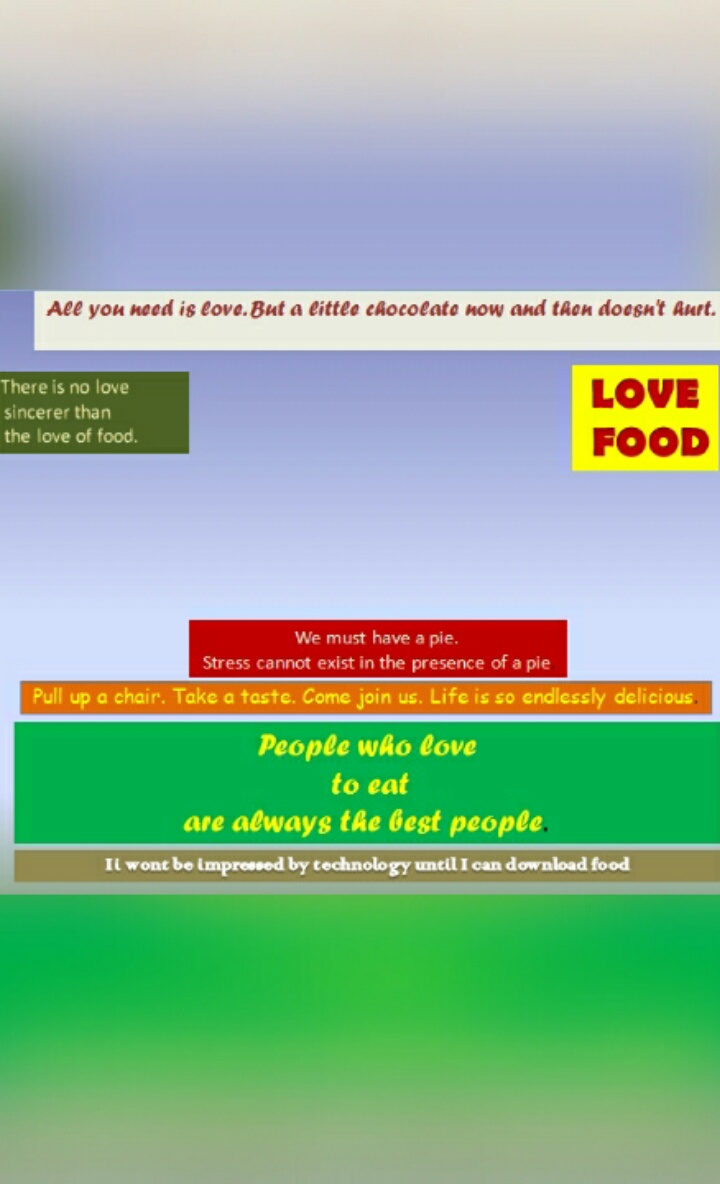 All you need is love.But a little chocolate now and then doesn't hurt.
There is no love
sincerer than
the love of food.
LOVE
FOOD
We must have a pie.
Stress cannot exist in the presence of a pie
Pull up a chair. Take a taste. Come join us. Life is so endlessly delicious.
People who love
to eat
are always the best people.
Ii wont be impressed by technology until I can download food